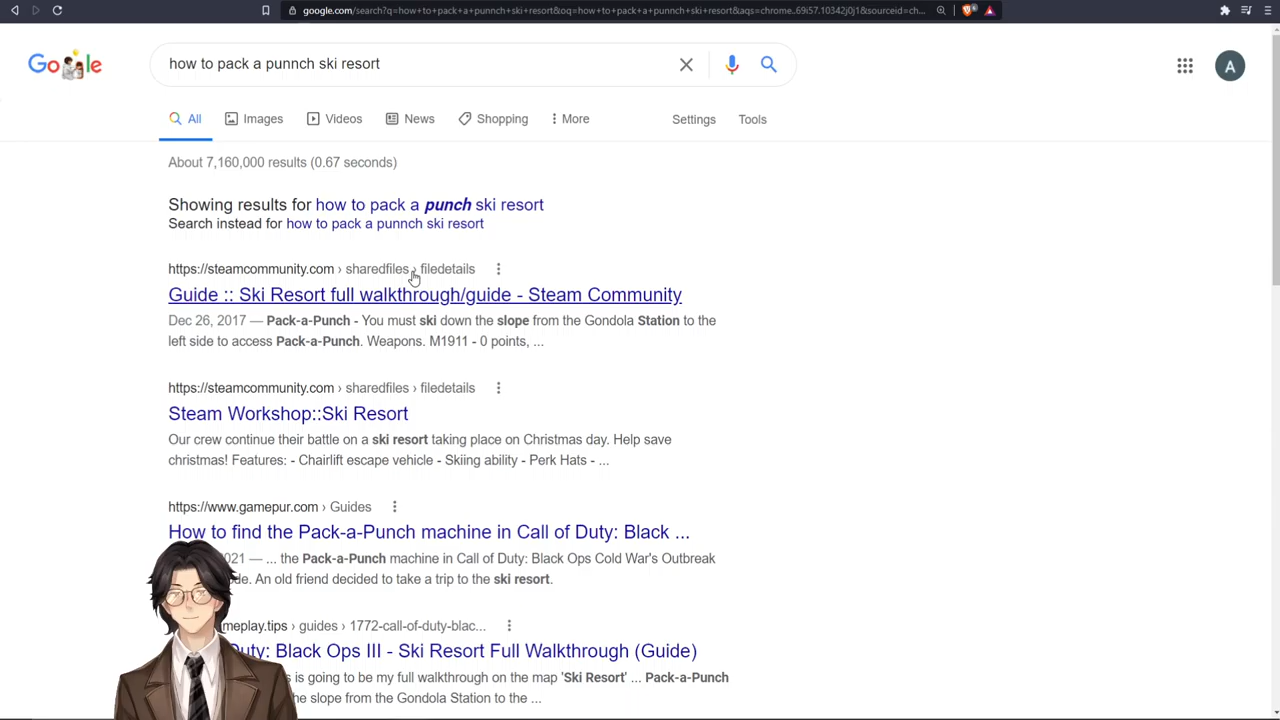 google.com/search?q=how+to+pack+a+punnch+ski+resort&oq=how+to+pack+a+punnch+ski+resort&aqs=chrome..69i57.10342j0j1&sourceid=ch...
Google
how to pack a punnch ski resort
A
All Images Videos News Shopping More Settings Tools
About 7,160,000 results (0.67 seconds)
Showing results for how to pack a punch ski resort
Search instead for how to pack a punnch ski resort
https://steamcommunity.com › sharedfiles › filedetails
Guide :: Ski Resort full walkthrough/guide - Steam Community
Dec 26, 2017 — Pack-a-Punch - You must ski down the slope from the Gondola Station to the
left side to access Pack-a-Punch. Weapons. M1911 - 0 points, ...
https://steamcommunity.com › sharedfiles › filedetails
Steam Workshop::Ski Resort
Our crew continue their battle on a ski resort taking place on Christmas day. Help save
christmas! Features: - Chairlift escape vehicle - Skiing ability - Perk Hats - ...
https://www.gamepur.com › Guides
How to find the Pack-a-Punch machine in Call of Duty: Black ...
2021 — ... the Pack-a-Punch machine in Call of Duty: Black Ops Cold War's Outbreak
An old friend decided to take a trip to the ski resort.
meplay.tips › guides › 1772-call-of-duty-blac...
Duty: Black Ops III - Ski Resort Full Walkthrough (Guide)
is going to be my full walkthrough on the map 'Ski Resort' ... Pack-a-Punch
he slope from the Gondola Station to the ...